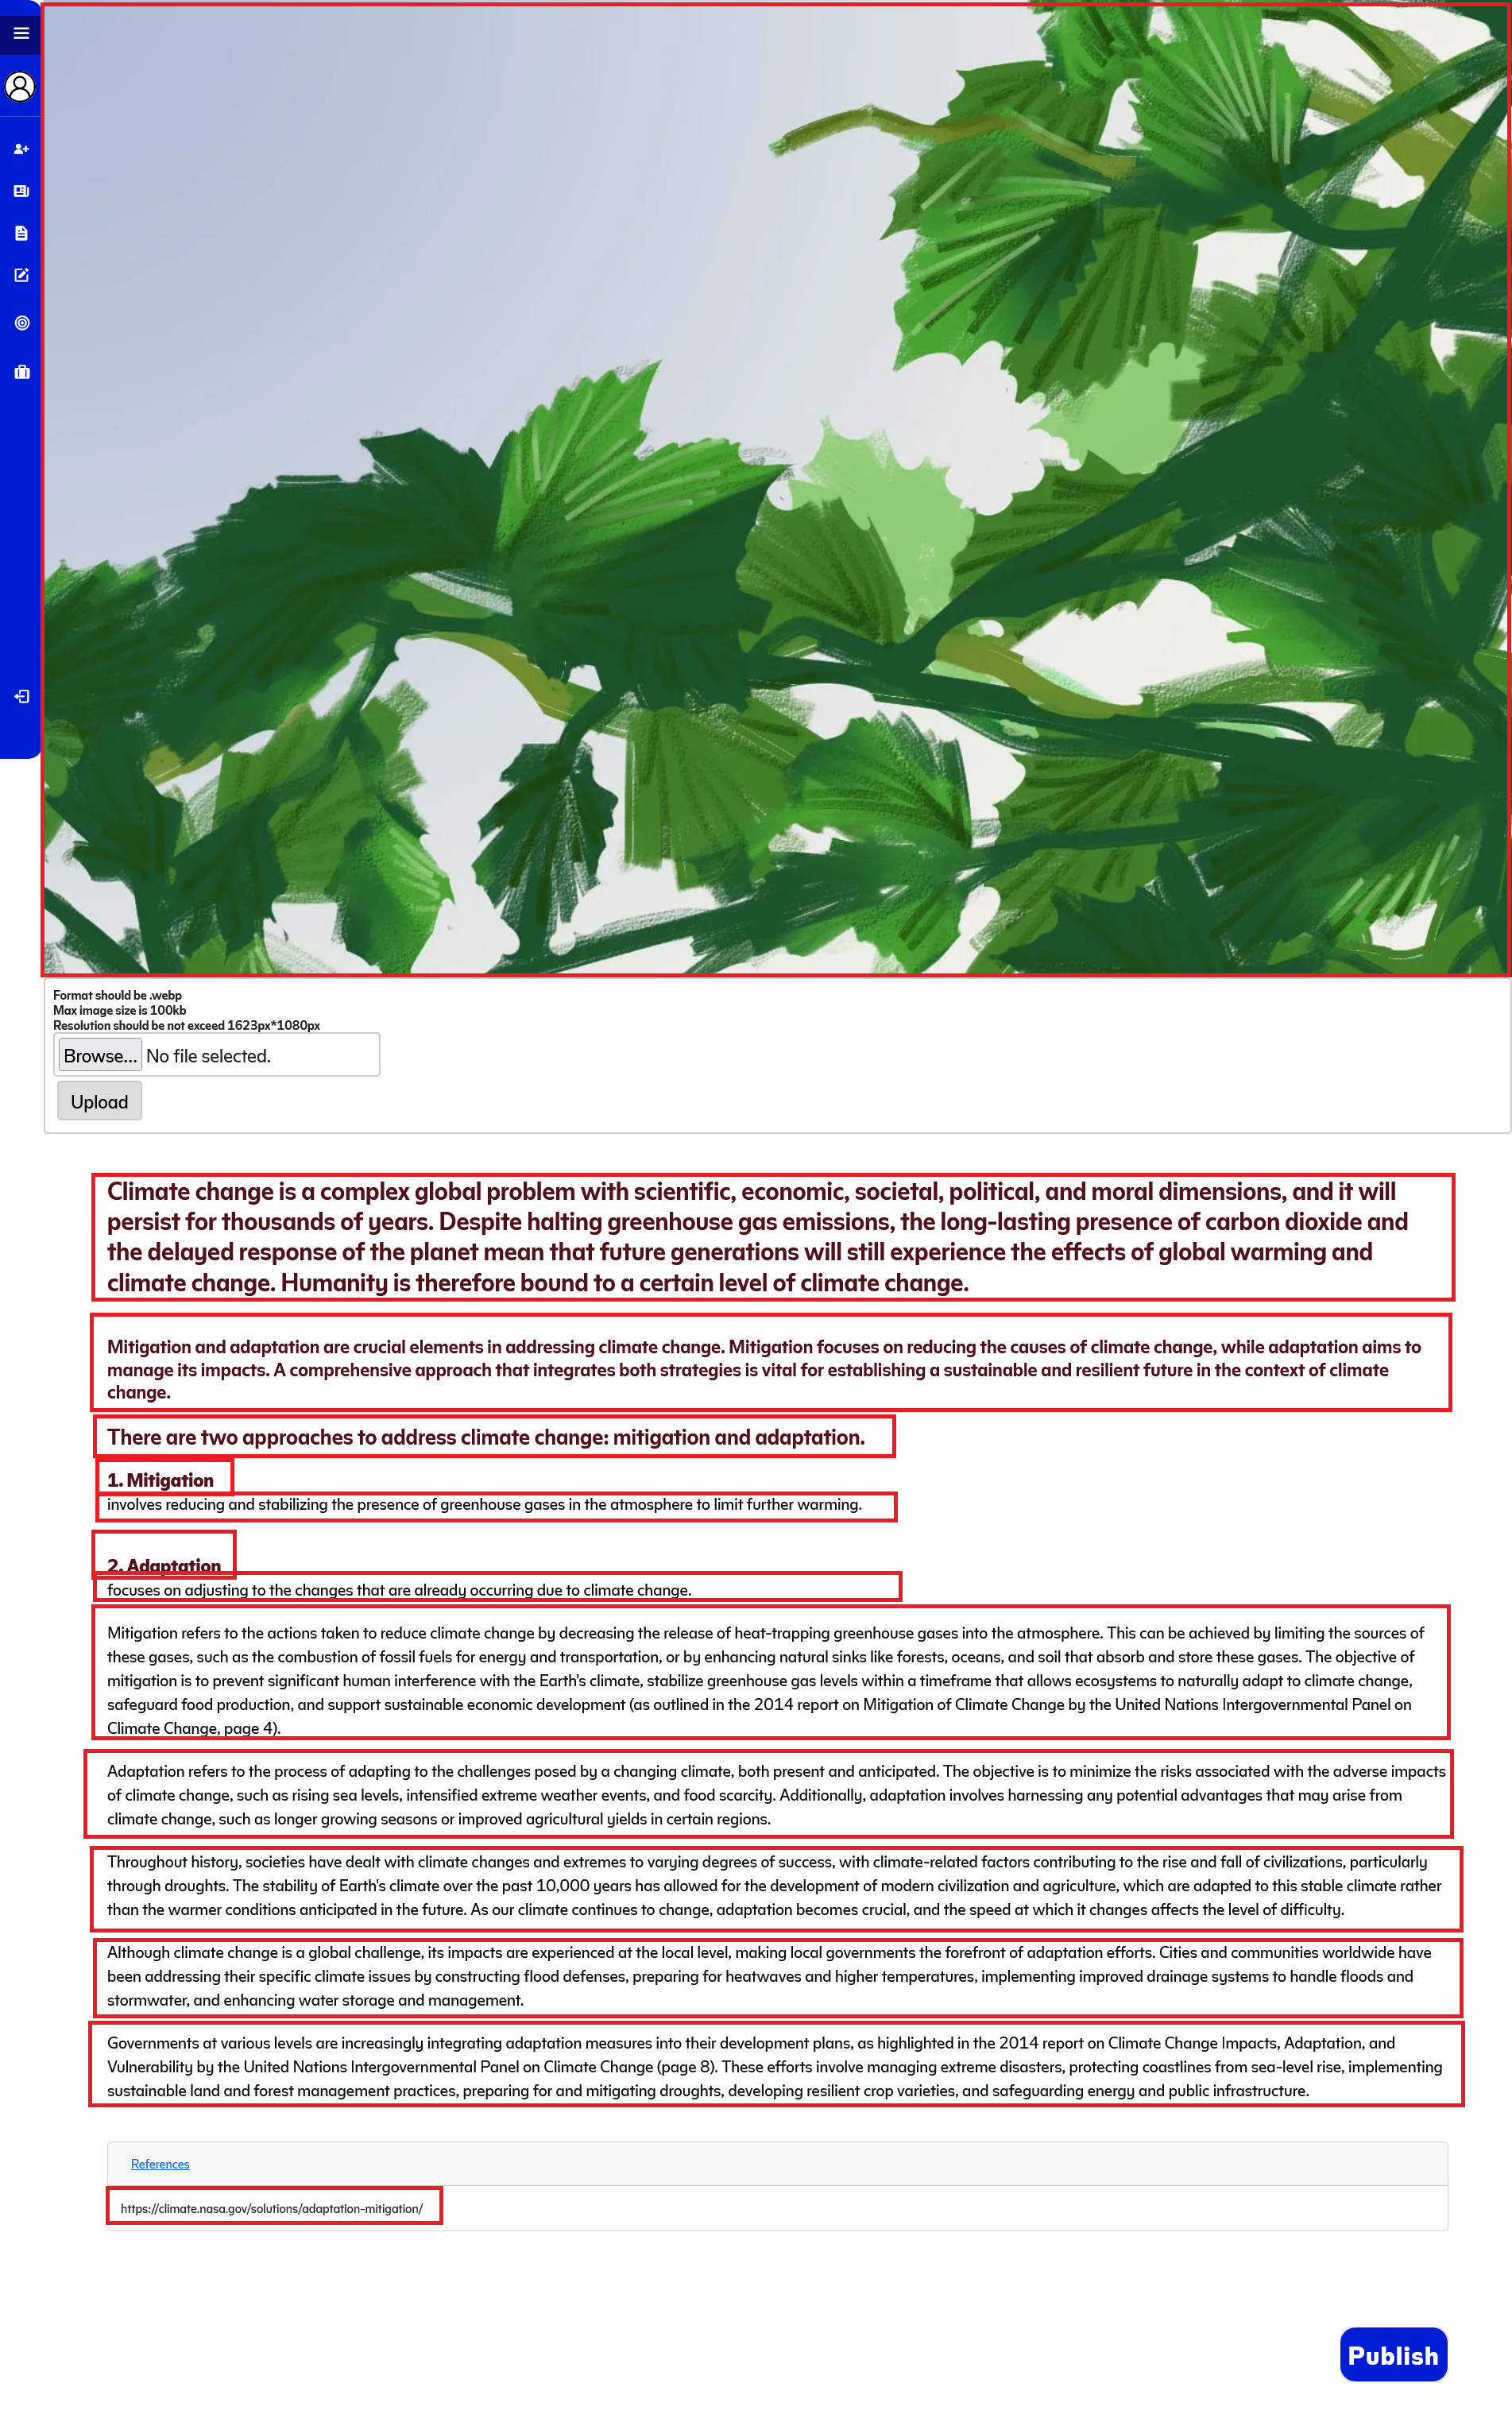 Format should be .webp
Max image size is 100kb
Resolution should be not exceed 1623px*1080px
Browse... No file selected.
Upload
Climate change is a complex global problem with scientific, economic, societal, political, and moral dimensions, and it will
persist for thousands of years. Despite halting greenhouse gas emissions, the long-lasting presence of carbon dioxide and
the delayed response of the planet mean that future generations will still experience the effects of global warming and
climate change. Humanity is therefore bound to a certain level of climate change.
Mitigation and adaptation are crucial elements in addressing climate change. Mitigation focuses on reducing the causes of climate change, while adaptation aims to
manage its impacts. A comprehensive approach that integrates both strategies is vital for establishing a sustainable and resilient future in the context of climate
change.
There are two approaches to address climate change: mitigation and adaptation.
1. Mitigation
involves reducing and stabilizing the presence of greenhouse gases in the atmosphere to limit further warming.
2. Adaptation
focuses on adjusting to the changes that are already occurring due to climate change.
Mitigation refers to the actions taken to reduce climate change by decreasing the release of heat-trapping greenhouse gases into the atmosphere. This can be achieved by limiting the sources of
these gases, such as the combustion of fossil fuels for energy and transportation, or by enhancing natural sinks like forests, oceans, and soil that absorb and store these gases. The objective of
mitigation is to prevent significant human interference with the Earth's climate, stabilize greenhouse gas levels within a timeframe that allows ecosystems to naturally adapt to climate change,
safeguard food production, and support sustainable economic development (as outlined in the 2014 report on Mitigation of Climate Change by the United Nations Intergovernmental Panel on
Climate Change, page 4).
Adaptation refers to the process of adapting to the challenges posed by a changing climate, both present and anticipated. The objective is to minimize the risks associated with the adverse impacts
of climate change, such as rising sea levels, intensified extreme weather events, and food scarcity. Additionally, adaptation involves harnessing any potential advantages that may arise from
climate change, such as longer growing seasons or improved agricultural yields in certain regions.
Throughout history, societies have dealt with climate changes and extremes to varying degrees of success, with climate-related factors contributing to the rise and fall of civilizations, particularly
through droughts. The stability of Earth's climate over the past 10,000 years has allowed for the development of modern civilization and agriculture, which are adapted to this stable climate rather
than the warmer conditions anticipated in the future. As our climate continues to change, adaptation becomes crucial, and the speed at which it changes affects the level of difficulty.
Although climate change is a global challenge, its impacts are experienced at the local level, making local governments the forefront of adaptation efforts. Cities and communities worldwide have
been addressing their specific climate issues by constructing flood defenses, preparing for heatwaves and higher temperatures, implementing improved drainage systems to handle floods and
stormwater, and enhancing water storage and management.
Governments at various levels are increasingly integrating adaptation measures into their development plans, as highlighted in the 2014 report on Climate Change Impacts, Adaptation, and
Vulnerability by the United Nations Intergovernmental Panel on Climate Change (page 8). These efforts involve managing extreme disasters, protecting coastlines from sea-level rise, implementing
sustainable land and forest management practices, preparing for and mitigating droughts, developing resilient crop varieties, and safeguarding energy and public infrastructure.
References
https://climate.nasa.gov/solutions/adaptation-mitigation/
Publish